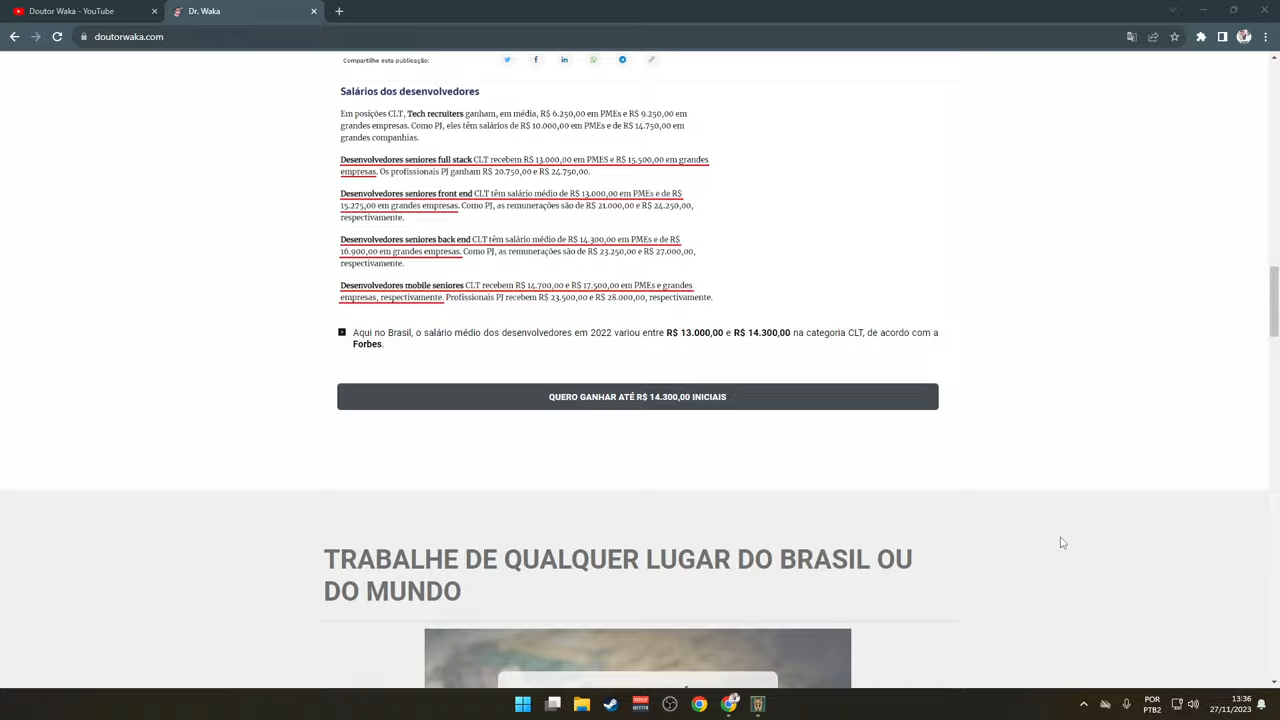 Doutor Waka - YouTube
Dr. Waka
doutorwaka.com
Compartilhe esta publicação:
Salários dos desenvolvedores
Em posições CLT, Tech recruiters ganham, em média, R$ 6.250,00 em PMEs e R$ 9.250,00 em
grandes empresas. Como PJ, eles têm salários de R$ 10.000,00 em PMEs e de R$ 14.750,00 em
grandes companhias.
Desenvolvedores seniores full stack CLT recebem R$ 13.000,00 em PMES e R$ 15.500,00 em grandes
empresas. Os profissionais PJ ganham R$ 20.750,00 e R$ 24.750,00.
Desenvolvedores seniores front end CLT têm salário médio de R$ 13.000,00 em PMEs e de R$
15.275,00 em grandes empresas. Como PJ, as remunerações são de R$ 21.000,00 e R$ 24.250,00,
respectivamente.
Desenvolvedores seniores back end CLT têm salário médio de R$ 14.300,00 em PMEs e de R$
16.900,00 em grandes empresas. Como PJ, as remunerações são de R$ 23.250,00 e R$ 27.000,00,
respectivamente.
Desenvolvedores mobile seniores CLT recebem R$ 14.700,00 e R$ 17.500,00 em PMEs e grandes
empresas, respectivamente. Profissionais PJ recebem R$ 23.500,00 e R$ 28.000,00, respectivamente.
Aqui no Brasil, o salário médio dos desenvolvedores em 2022 variou entre R$ 13.000,00 e R$ 14.300,00 na categoria CLT, de acordo com a
Forbes.
QUERO GANHAR ATÉ R$ 14.300,00 INICIAIS
TRABALHE DE QUALQUER LUGAR DO BRASIL OU
DO MUNDO
POR
PTB2
13:36
27/11/2023